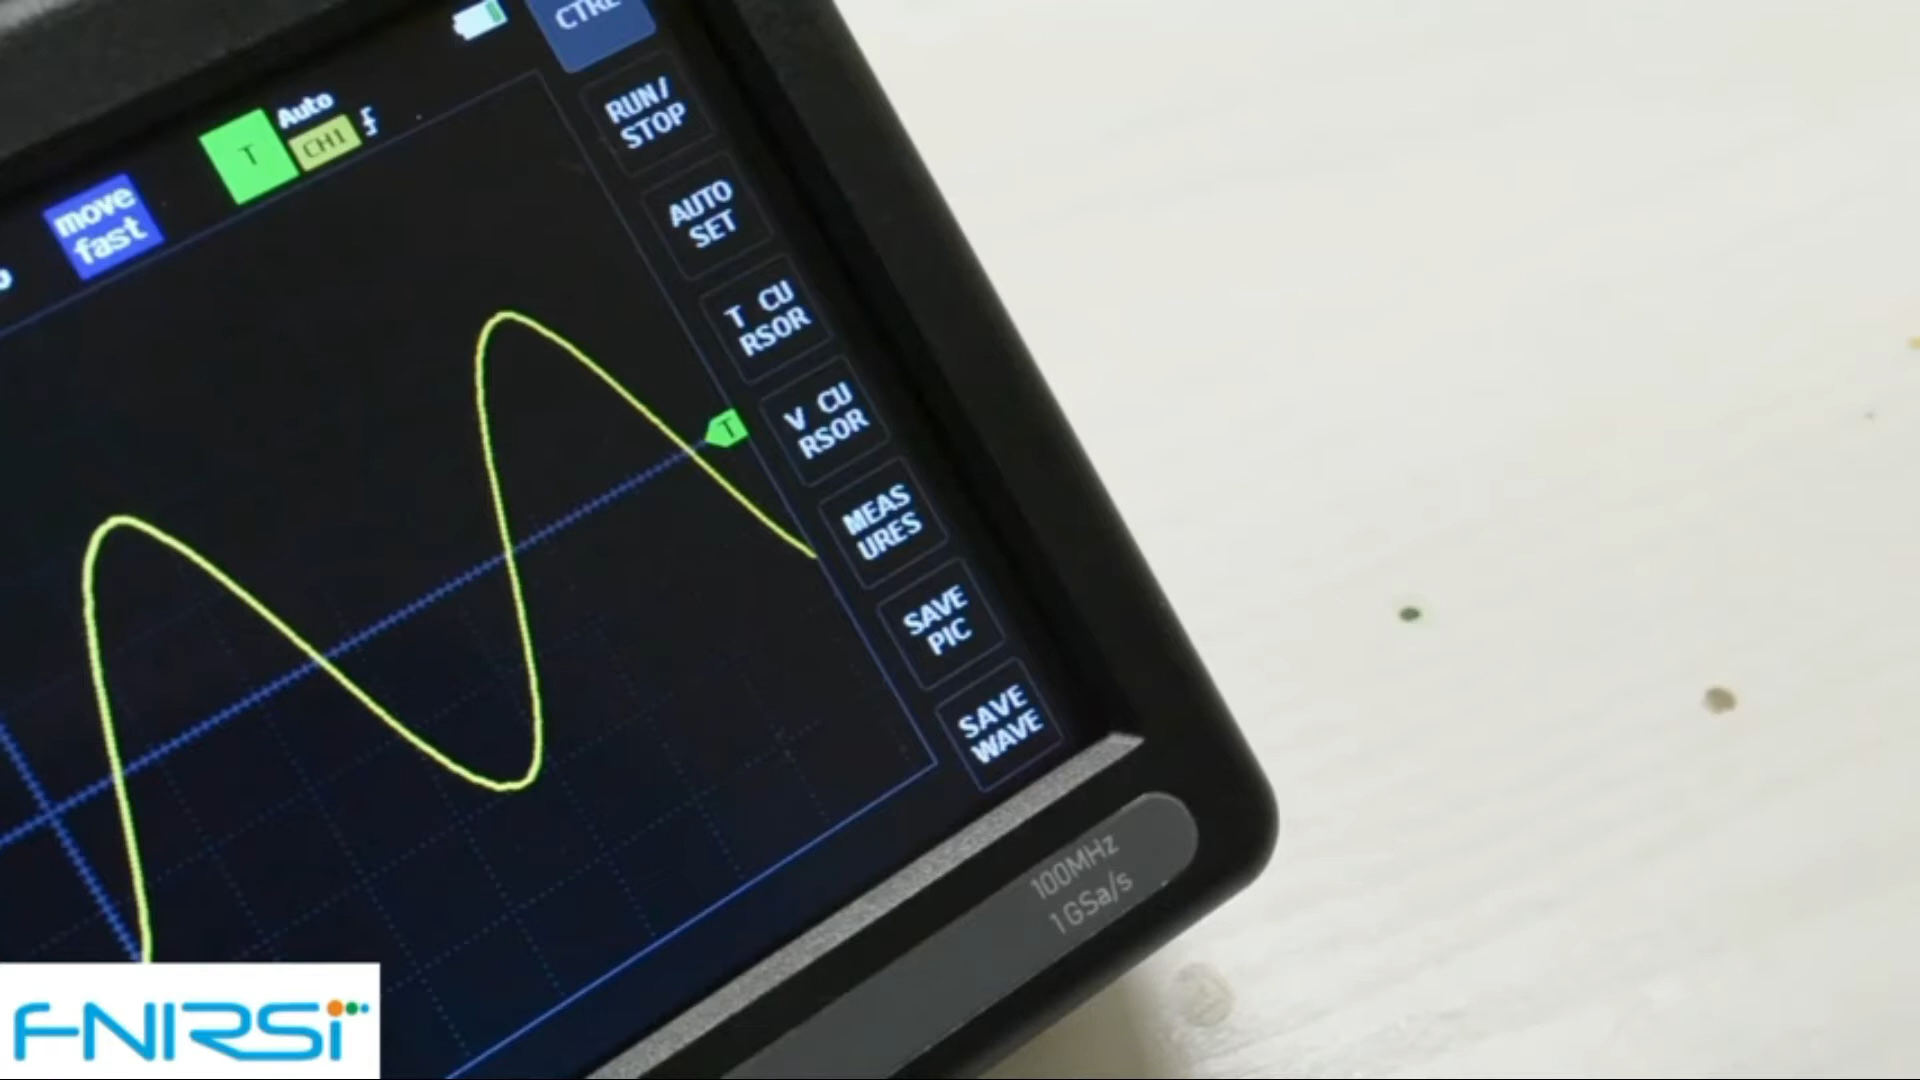 CTRL
RUN/
STOP
Auto
T
CH1
move
fast
AUTO
SET
T CU
RSOR
V CU
RSOR
T
MEAS
URES
SAVE
PIC
SAVE
WAVE
100MHz
1GSa/s
FNIRSI